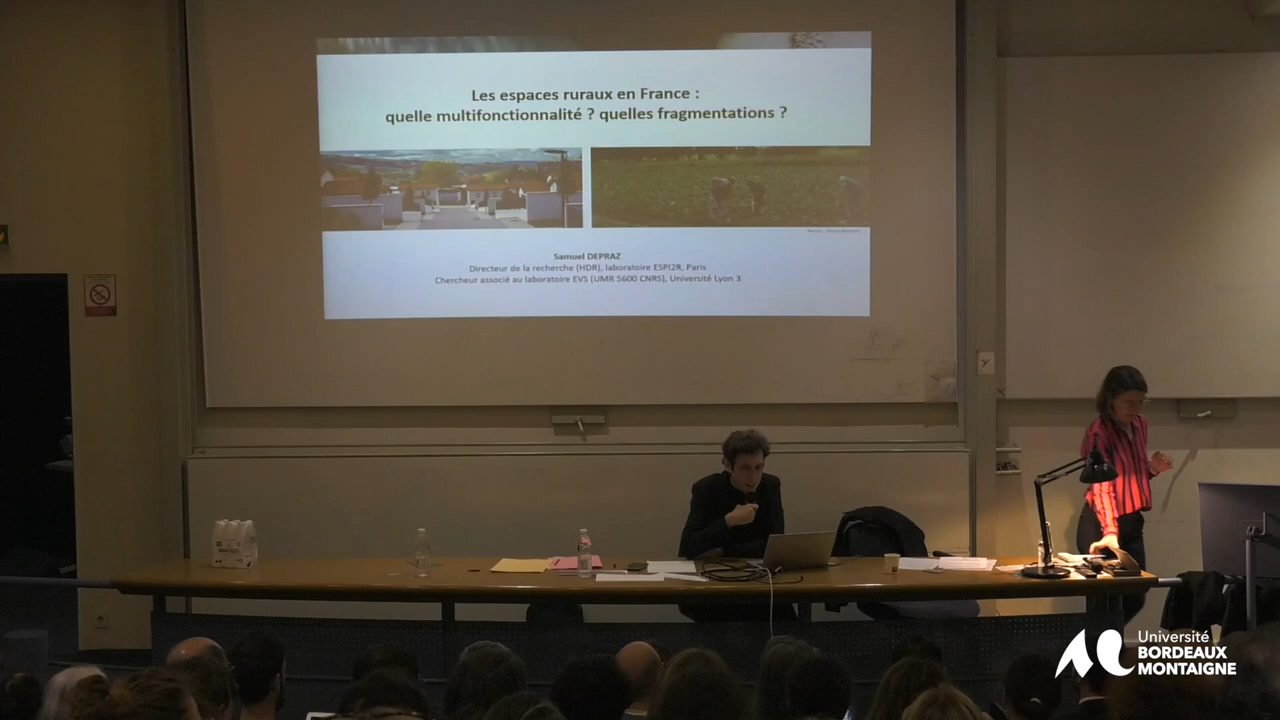 Les espaces ruraux en France :
quelle multifonctionnalité ? quelles fragmentations ?
Samuel DEPRAZ
Directeur de la recherche (HDR), laboratoire ESPI2R, Paris
Chercheur associé au laboratoire EVS (UMR 5600 CNRS), Université Lyon 3
Université
BORDEAUX
MONTAIGNE